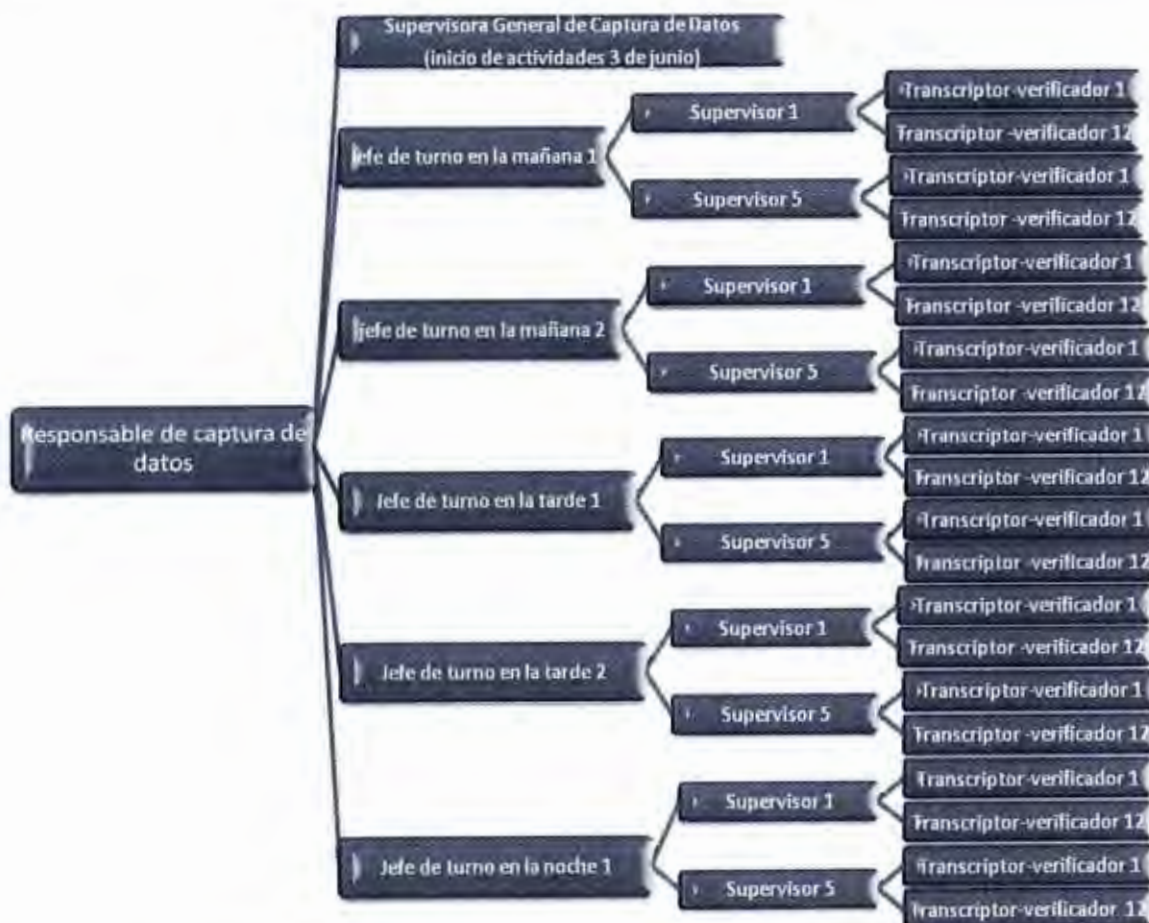 Supervisora General de Captura de Datos
(inicio de actividades 3 de junio)
Jefe de turno en la mañana 1
Supervisor 1
Transcriptor-verificador 1
Transcriptor -verificador 12
Supervisor 5
Transcriptor-verificador 1
Transcriptor -verificador 12
Jefe de turno en la mañana 2
Supervisor 1
Transcriptor-verificador 1
Transcriptor -verificador 12
Supervisor 5
Transcriptor-verificador 1
Transcriptor -verificador 12
Responsable de captura de
datos
Jefe de turno en la tarde 1
Supervisor 1
Transcriptor-verificador 1
Transcriptor -verificador 12
Supervisor 5
Transcriptor-verificador 1
Transcriptor -verificador 12
Jefe de turno en la tarde 2
Supervisor 1
Transcriptor-verificador 1
Transcriptor -verificador 12
Supervisor 5
Transcriptor-verificador 1
Transcriptor -verificador 12
Jefe de turno en la noche 1
Supervisor 1
Transcriptor-verificador 1
Transcriptor -verificador 12
Supervisor 5
Transcriptor-verificador 1
Transcriptor -verificador 12